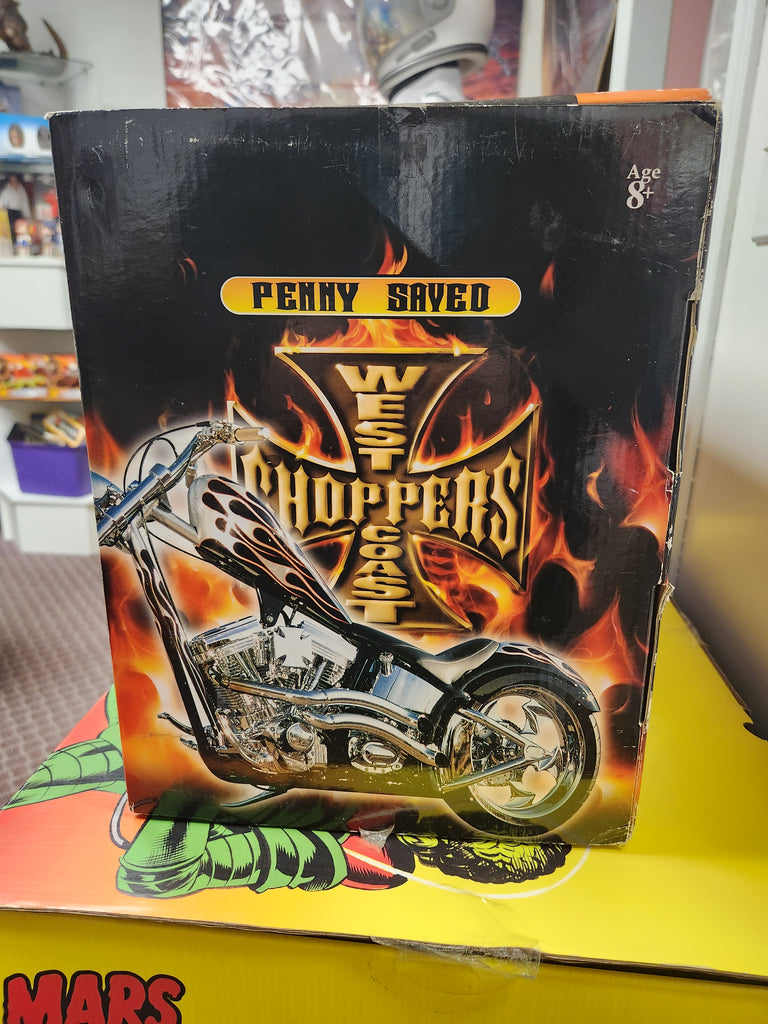 Age
8+
PENNY SAVED
WEST
CHOPPERS
COAST
MARS